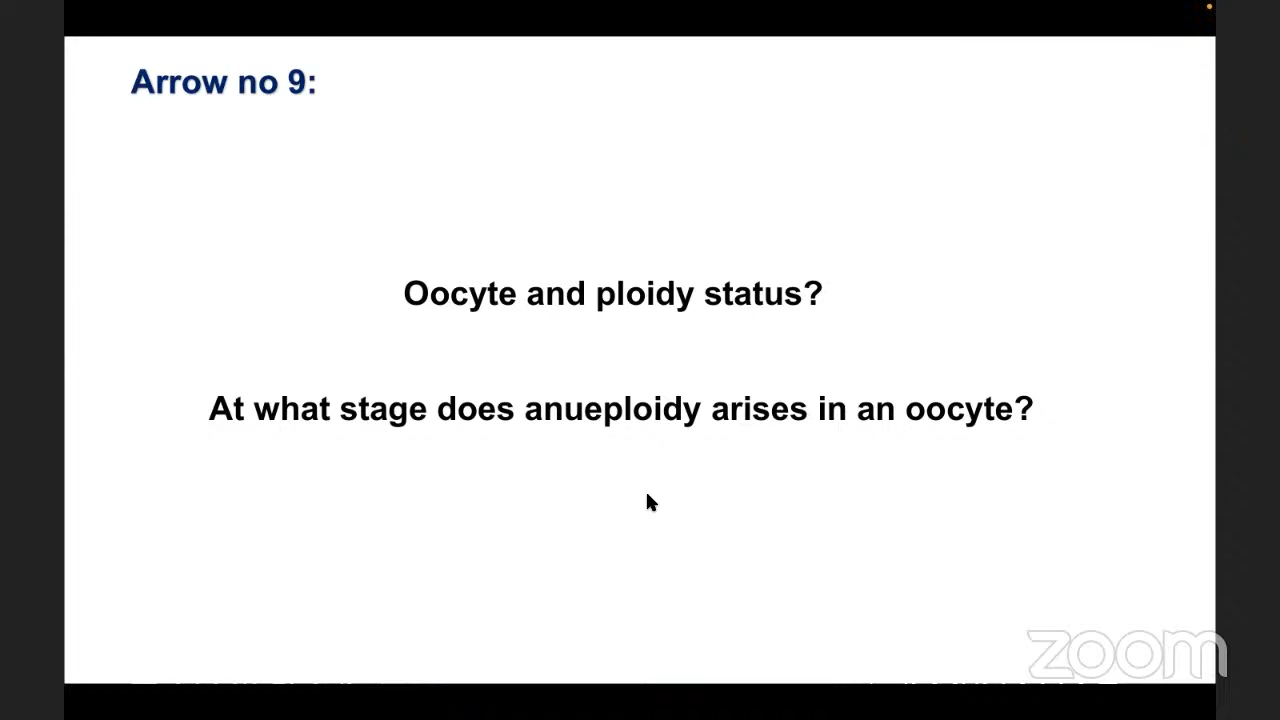 Arrow no 9:
Oocyte and ploidy status?
At what stage does anueploidy arises in an oocyte?
zoom